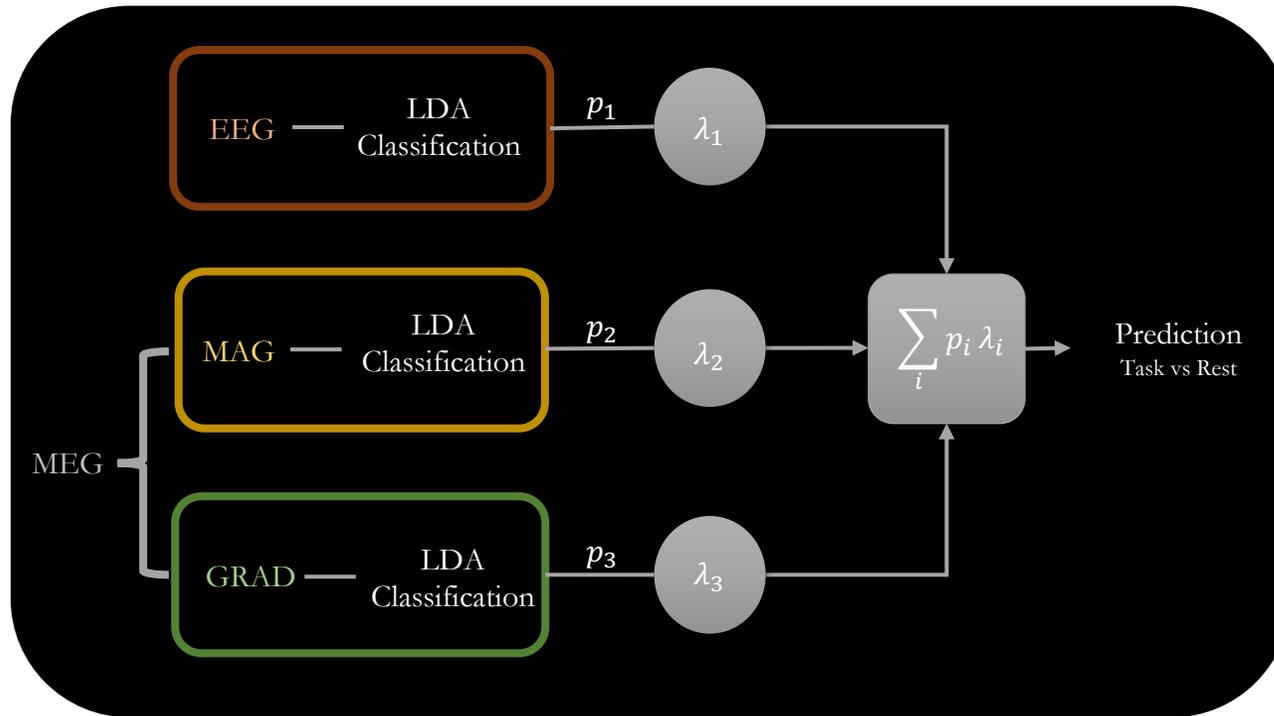 EEG
LDA
Classification
p₁
λ₁
MAG
LDA
Classification
p₂
λ₂
∑ᵢ pᵢ λᵢ
Prediction
Task vs Rest
MEG
GRAD
LDA
Classification
p₃
λ₃